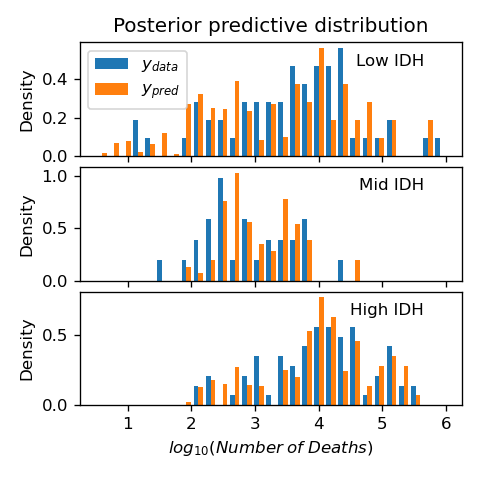 Posterior predictive distribution
Density
0.4
0.2
0.0
y_data
y_pred
Low IDH
Density
1.0
0.5
0.0
Mid IDH
Density
0.5
0.0
High IDH
1 2 3 4 5 6
log₁₀(Number of Deaths)